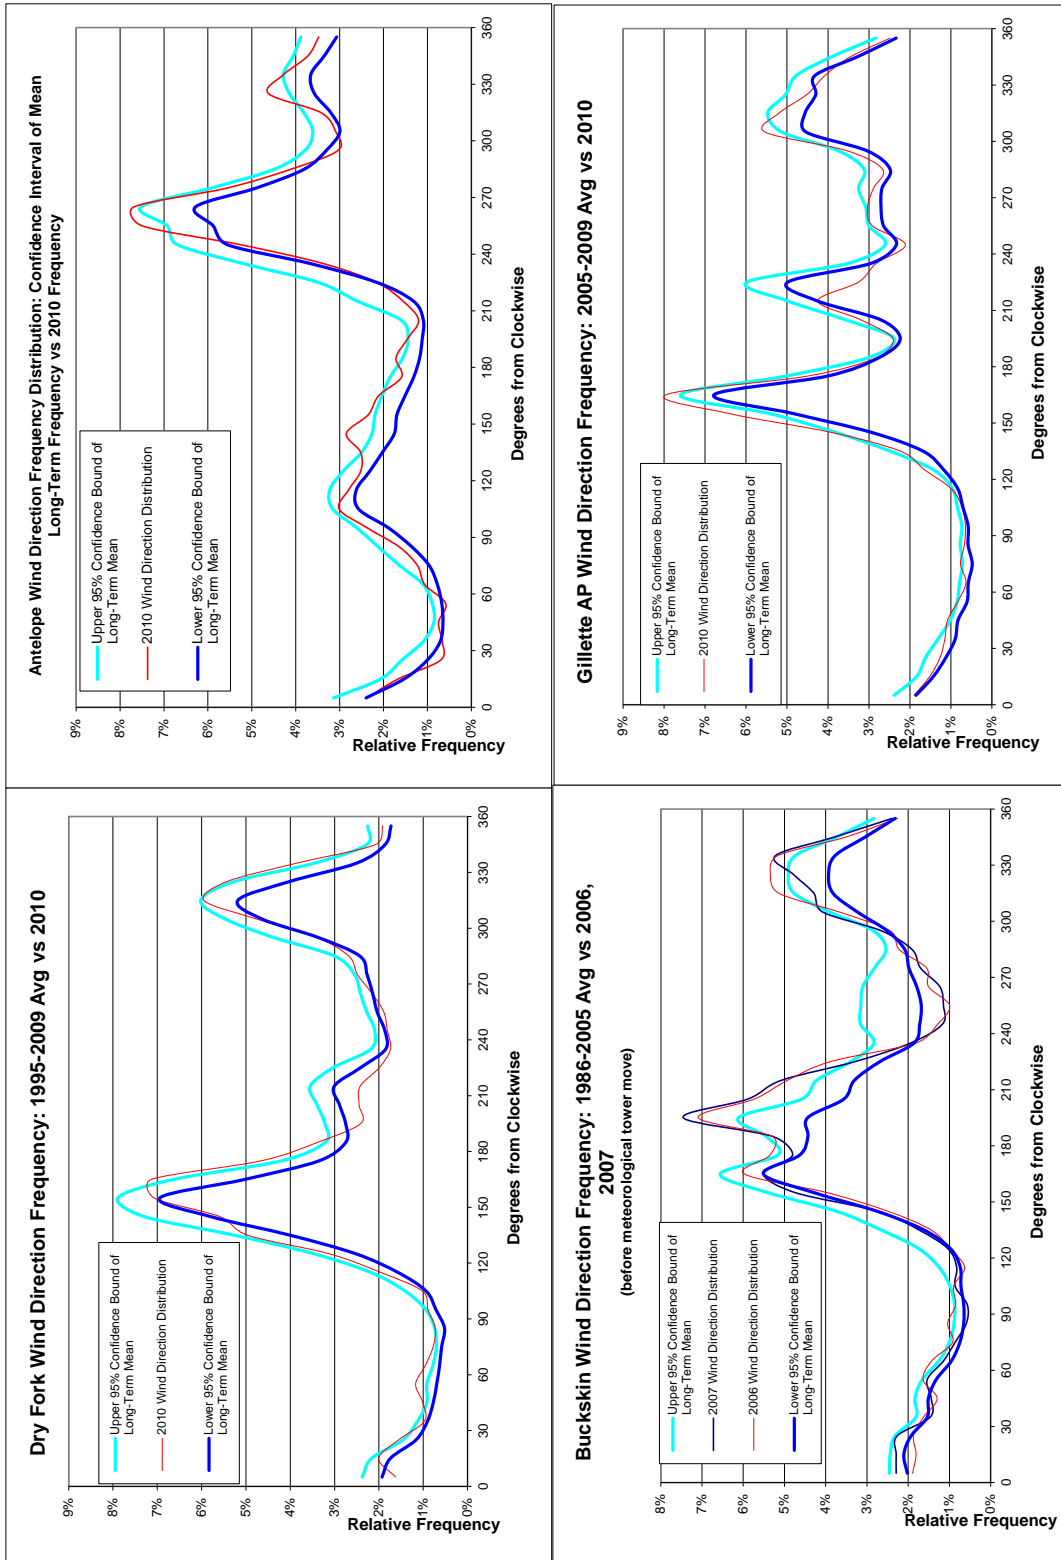 Dry Fork Wind Direction Frequency: 1995-2009 Avg vs 2010
9%
8%
7%
6%
5%
4%
3%
2%
1%
0%
Relative Frequency
Upper 95% Confidence Bound of
Long-Term Mean
2010 Wind Direction Distribution
Lower 95% Confidence Bound of
Long-Term Mean
0 30 60 90 120 150 180 210 240 270 300 330 360
Degrees from Clockwise
Antelope Wind Direction Frequency Distribution: Confidence Interval of Mean
Long-Term Frequency vs 2010 Frequency
9%
8%
7%
6%
5%
4%
3%
2%
1%
0%
Relative Frequency
Upper 95% Confidence Bound of
Long-Term Mean
2010 Wind Direction Distribution
Lower 95% Confidence Bound of
Long-Term Mean
0 30 60 90 120 150 180 210 240 270 300 330 360
Degrees from Clockwise
Buckskin Wind Direction Frequency: 1986-2005 Avg vs 2006,
2007
(before meteorological tower move)
8%
7%
6%
5%
4%
3%
2%
1%
0%
Relative Frequency
Upper 95% Confidence Bound of
Long-Term Mean
2007 Wind Direction Distribution
2006 Wind Direction Distribution
Lower 95% Confidence Bound of
Long-Term Mean
0 30 60 90 120 150 180 210 240 270 300 330 360
Degrees from Clockwise
Gillette AP Wind Direction Frequency: 2005-2009 Avg vs 2010
9%
8%
7%
6%
5%
4%
3%
2%
1%
0%
Relative Frequency
Upper 95% Confidence Bound of
Long-Term Mean
2010 Wind Direction Distribution
Lower 95% Confidence Bound of
Long-Term Mean
0 30 60 90 120 150 180 210 240 270 300 330 360
Degrees from Clockwise